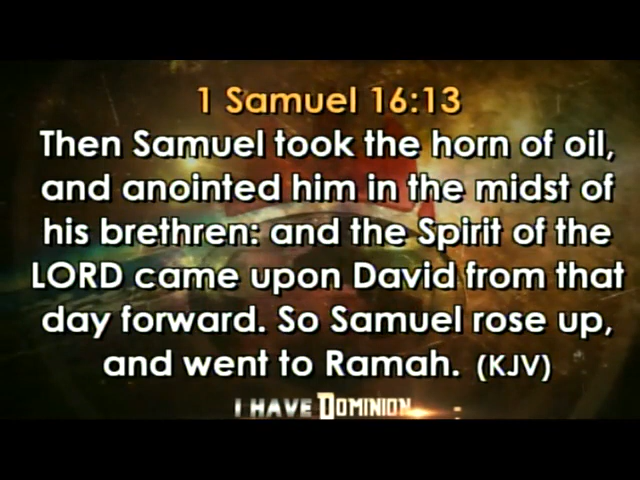 1 Samuel 16:13
Then Samuel took the horn of oil,
and anointed him in the midst of
his brethren: and the Spirit of the
LORD came upon David from that
day forward. So Samuel rose up,
and went to Ramah. (KJV)
I HAVE DOMINION